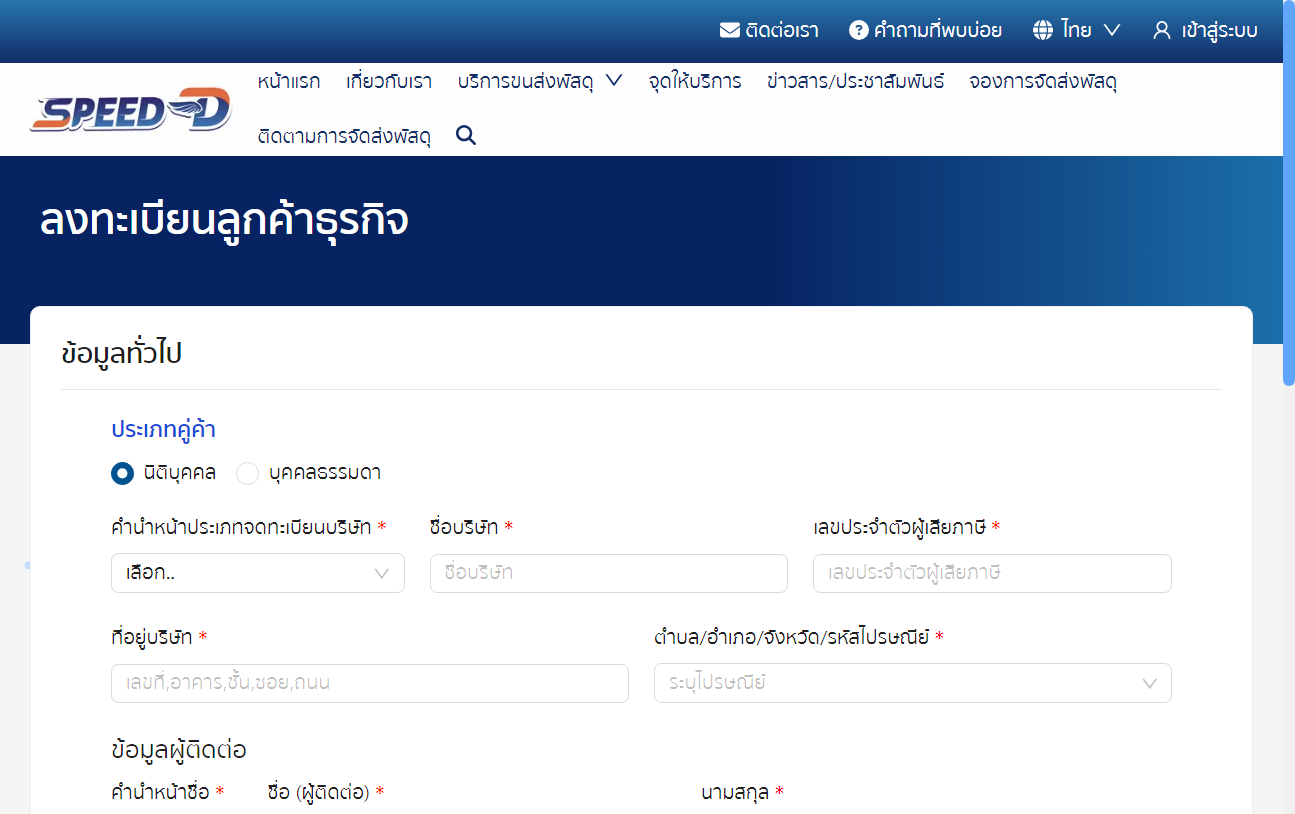 ติดต่อเรา คำถามที่พบบ่อย ไทย เข้าสู่ระบบ
SPEED-D
หน้าแรก เกี่ยวกับเรา บริการขนส่งพัสดุ จุดให้บริการ ข่าวสาร/ประชาสัมพันธ์ จองการจัดส่งพัสดุ
ติดตามการจัดส่งพัสดุ
ลงทะเบียนลูกค้าธุรกิจ
ข้อมูลทั่วไป
ประเภทคู่ค้า
นิติบุคคล บุคคลธรรมดา
คำนำหน้าประเภทจดทะเบียนบริษัท * ชื่อบริษัท * เลขประจำตัวผู้เสียภาษี *
เลือก.. ชื่อบริษัท เลขประจำตัวผู้เสียภาษี
ที่อยู่บริษัท * ตำบล/อำเภอ/จังหวัด/รหัสไปรษณีย์ *
เลขที่,อาคาร,ชั้น,ซอย,ถนน ระบุไปรษณีย์
ข้อมูลผู้ติดต่อ
คำนำหน้าชื่อ * ชื่อ (ผู้ติดต่อ) * นามสกุล *